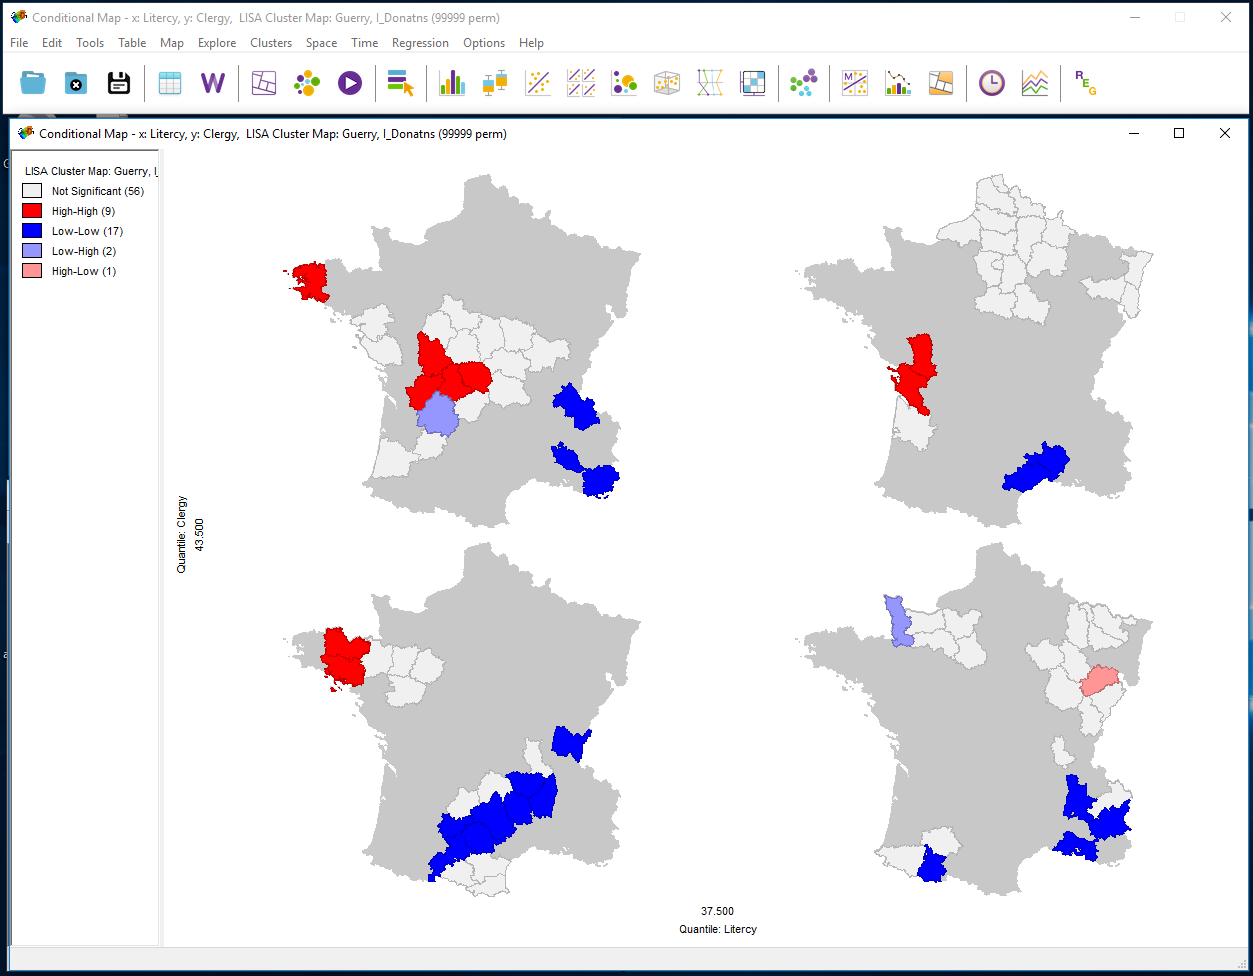 Conditional Map - x: Litercy, y: Clergy, LISA Cluster Map: Guerry, I_Donatns (99999 perm)
File Edit Tools Table Map Explore Clusters Space Time Regression Options Help
W
M
R E G
Conditional Map - x: Litercy, y: Clergy, LISA Cluster Map: Guerry, I_Donatns (99999 perm)
LISA Cluster Map: Guerry, I_
Not Significant (56)
High-High (9)
Low-Low (17)
Low-High (2)
High-Low (1)
Quantile: Clergy
43.500
37.500
Quantile: Litercy